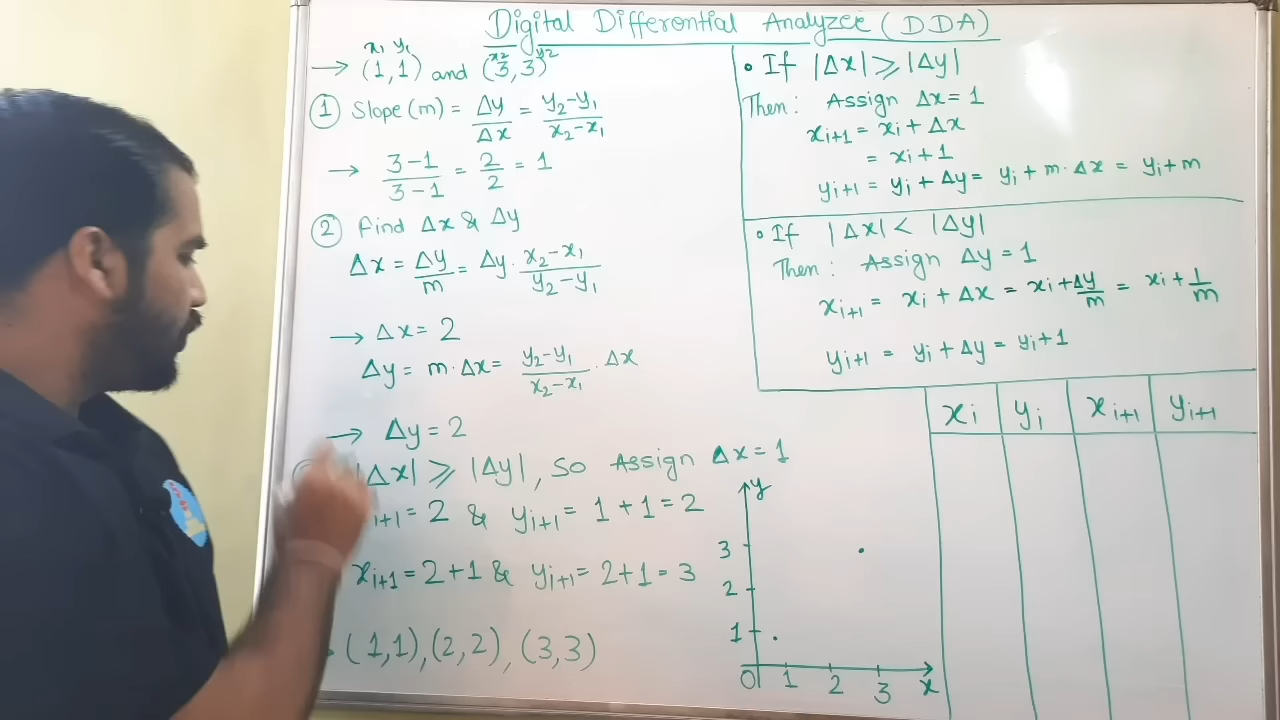 Digital Differential Analyzer (DDA)
x₁ y₁ x2 y2
→ (1,1) and (3,3)
① Slope (m) = Δy/Δx = y₂-y₁/x₂-x₁
→ 3-1/3-1 = 2/2 = 1
② Find Δx & Δy
Δx = Δy/m = Δy · x₂-x₁/y₂-y₁
→ Δx = 2
Δy = m·Δx = y₂-y₁/x₂-x₁ · Δx
→ Δy = 2
|Δx| ⩾ |Δy|, So Assign Δx = 1
i+1 = 2 & yi+1 = 1+1 = 2
xi+1 = 2+1 & yi+1 = 2+1 = 3
(1,1),(2,2), (3,3)
• If |Δx| ⩾ |Δy|
Then: Assign Δx = 1
xi+1 = xi + Δx
= xi + 1
yi+1 = yi + Δy = yi + m·Δx = yi + m
• If |Δx| < |Δy|
Then: Assign Δy = 1
xi+1 = xi + Δx = xi + Δy/m = xi + 1/m
yi+1 = yi + Δy = yi + 1
xi yi xi+1 yi+1
y
3
2
1
0 1 2 3 x